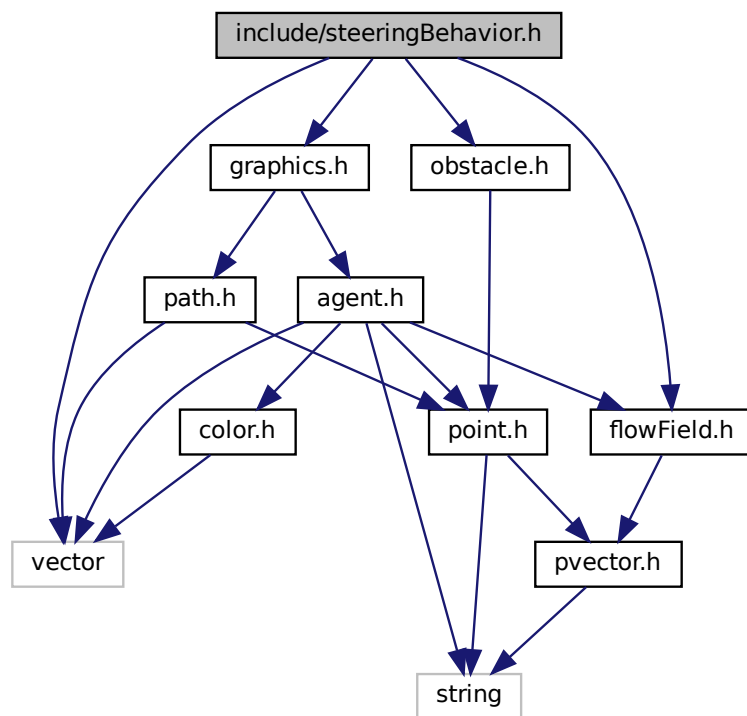 include/steeringBehavior.h
graphics.h
obstacle.h
path.h
agent.h
color.h
point.h
flowField.h
vector
pvector.h
string